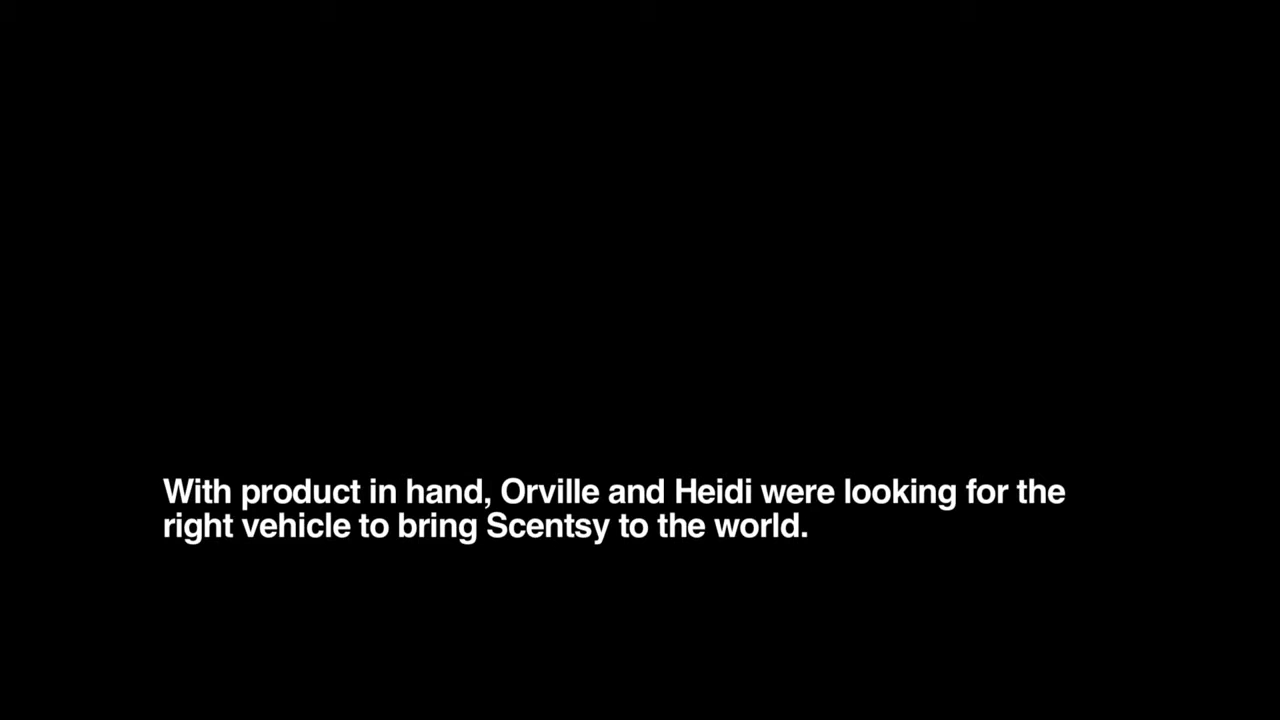 With product in hand, Orville and Heidi were looking for the
right vehicle to bring Scentsy to the world.